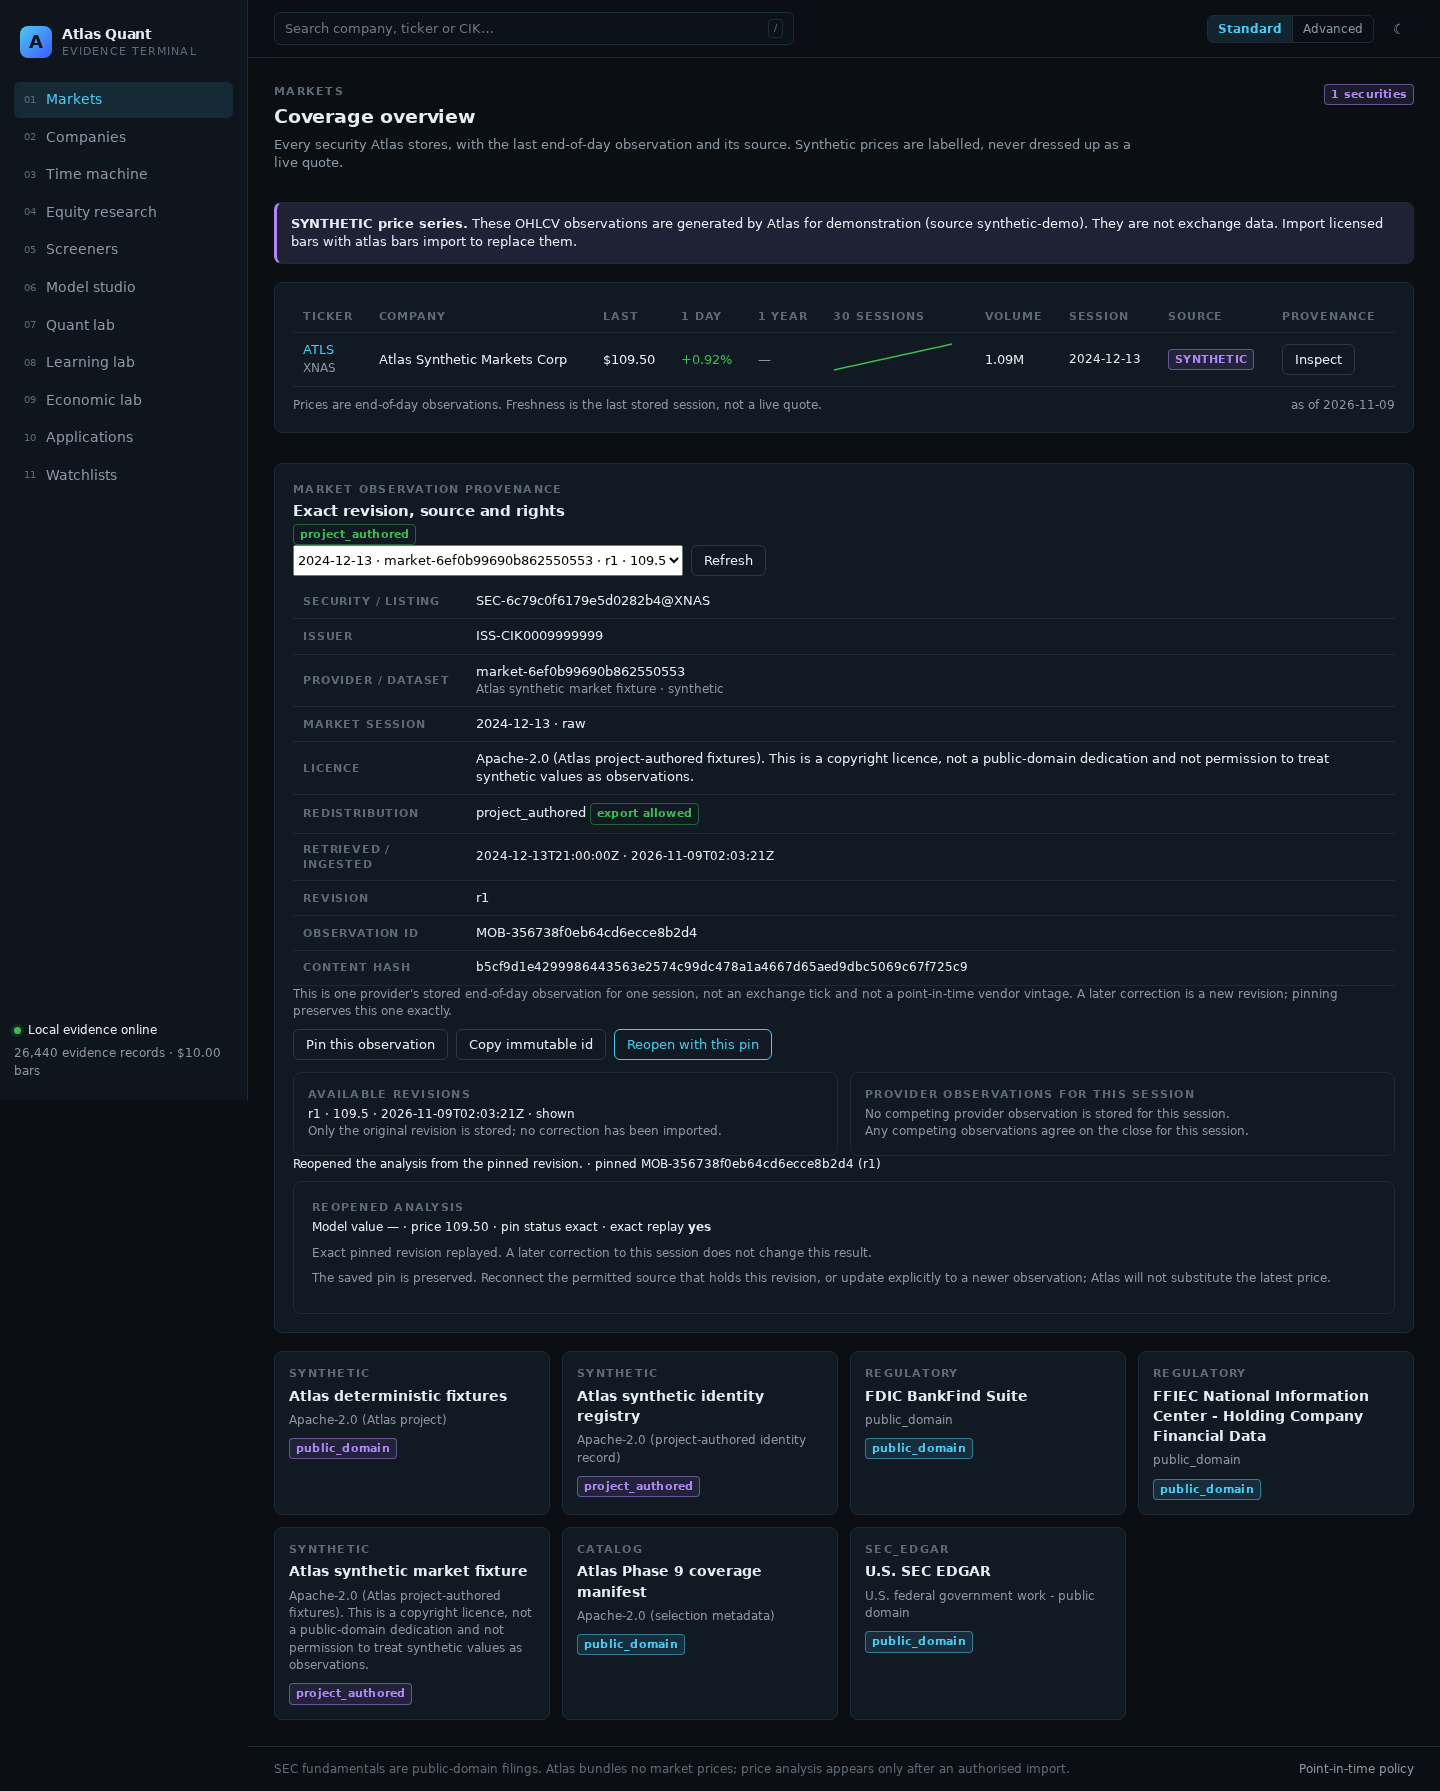 A
Atlas Quant
EVIDENCE TERMINAL
01 Markets
02 Companies
03 Time machine
04 Equity research
05 Screeners
06 Model studio
07 Quant lab
08 Learning lab
09 Economic lab
10 Applications
11 Watchlists
Local evidence online
26,440 evidence records · $10.00
bars
Search company, ticker or CIK...
/
Standard
Advanced
MARKETS
1 securities
Coverage overview
Every security Atlas stores, with the last end-of-day observation and its source. Synthetic prices are labelled, never dressed up as a
live quote.
SYNTHETIC price series. These OHLCV observations are generated by Atlas for demonstration (source synthetic-demo). They are not exchange data. Import licensed
bars with atlas bars import to replace them.
TICKER COMPANY LAST 1 DAY 1 YEAR 30 SESSIONS VOLUME SESSION SOURCE PROVENANCE
ATLS
XNAS
Atlas Synthetic Markets Corp $109.50 +0.92% — 1.09M 2024-12-13 SYNTHETIC Inspect
Prices are end-of-day observations. Freshness is the last stored session, not a live quote.
as of 2026-11-09
MARKET OBSERVATION PROVENANCE
Exact revision, source and rights
project_authored
2024-12-13 · market-6ef0b99690b862550553 · r1 · 109.5
Refresh
SECURITY / LISTING SEC-6c79c0f6179e5d0282b4@XNAS
ISSUER ISS-CIK0009999999
PROVIDER / DATASET market-6ef0b99690b862550553
Atlas synthetic market fixture · synthetic
MARKET SESSION 2024-12-13 · raw
LICENCE Apache-2.0 (Atlas project-authored fixtures). This is a copyright licence, not a public-domain dedication and not permission to treat
synthetic values as observations.
REDISTRIBUTION project_authored export allowed
RETRIEVED /
INGESTED
2024-12-13T21:00:00Z · 2026-11-09T02:03:21Z
REVISION r1
OBSERVATION ID MOB-356738f0eb64cd6ecce8b2d4
CONTENT HASH b5cf9d1e4299986443563e2574c99dc478a1a4667d65aed9dbc5069c67f725c9
This is one provider's stored end-of-day observation for one session, not an exchange tick and not a point-in-time vendor vintage. A later correction is a new revision; pinning
preserves this one exactly.
Pin this observation
Copy immutable id
Reopen with this pin
AVAILABLE REVISIONS
r1 · 109.5 · 2026-11-09T02:03:21Z · shown
Only the original revision is stored; no correction has been imported.
PROVIDER OBSERVATIONS FOR THIS SESSION
No competing provider observation is stored for this session.
Any competing observations agree on the close for this session.
Reopened the analysis from the pinned revision. · pinned MOB-356738f0eb64cd6ecce8b2d4 (r1)
REOPENED ANALYSIS
Model value — · price 109.50 · pin status exact · exact replay yes
Exact pinned revision replayed. A later correction to this session does not change this result.
The saved pin is preserved. Reconnect the permitted source that holds this revision, or update explicitly to a newer observation; Atlas will not substitute the latest price.
SYNTHETIC
Atlas deterministic fixtures
Apache-2.0 (Atlas project)
public_domain
SYNTHETIC
Atlas synthetic identity
registry
Apache-2.0 (project-authored identity
record)
project_authored
REGULATORY
FDIC BankFind Suite
public_domain
public_domain
REGULATORY
FFIEC National Information
Center - Holding Company
Financial Data
public_domain
public_domain
SYNTHETIC
Atlas synthetic market fixture
Apache-2.0 (Atlas project-authored
fixtures). This is a copyright licence, not
a public-domain dedication and not
permission to treat synthetic values as
observations.
project_authored
CATALOG
Atlas Phase 9 coverage
manifest
Apache-2.0 (selection metadata)
public_domain
SEC_EDGAR
U.S. SEC EDGAR
U.S. federal government work - public
domain
public_domain
SEC fundamentals are public-domain filings. Atlas bundles no market prices; price analysis appears only after an authorised import.
Point-in-time policy